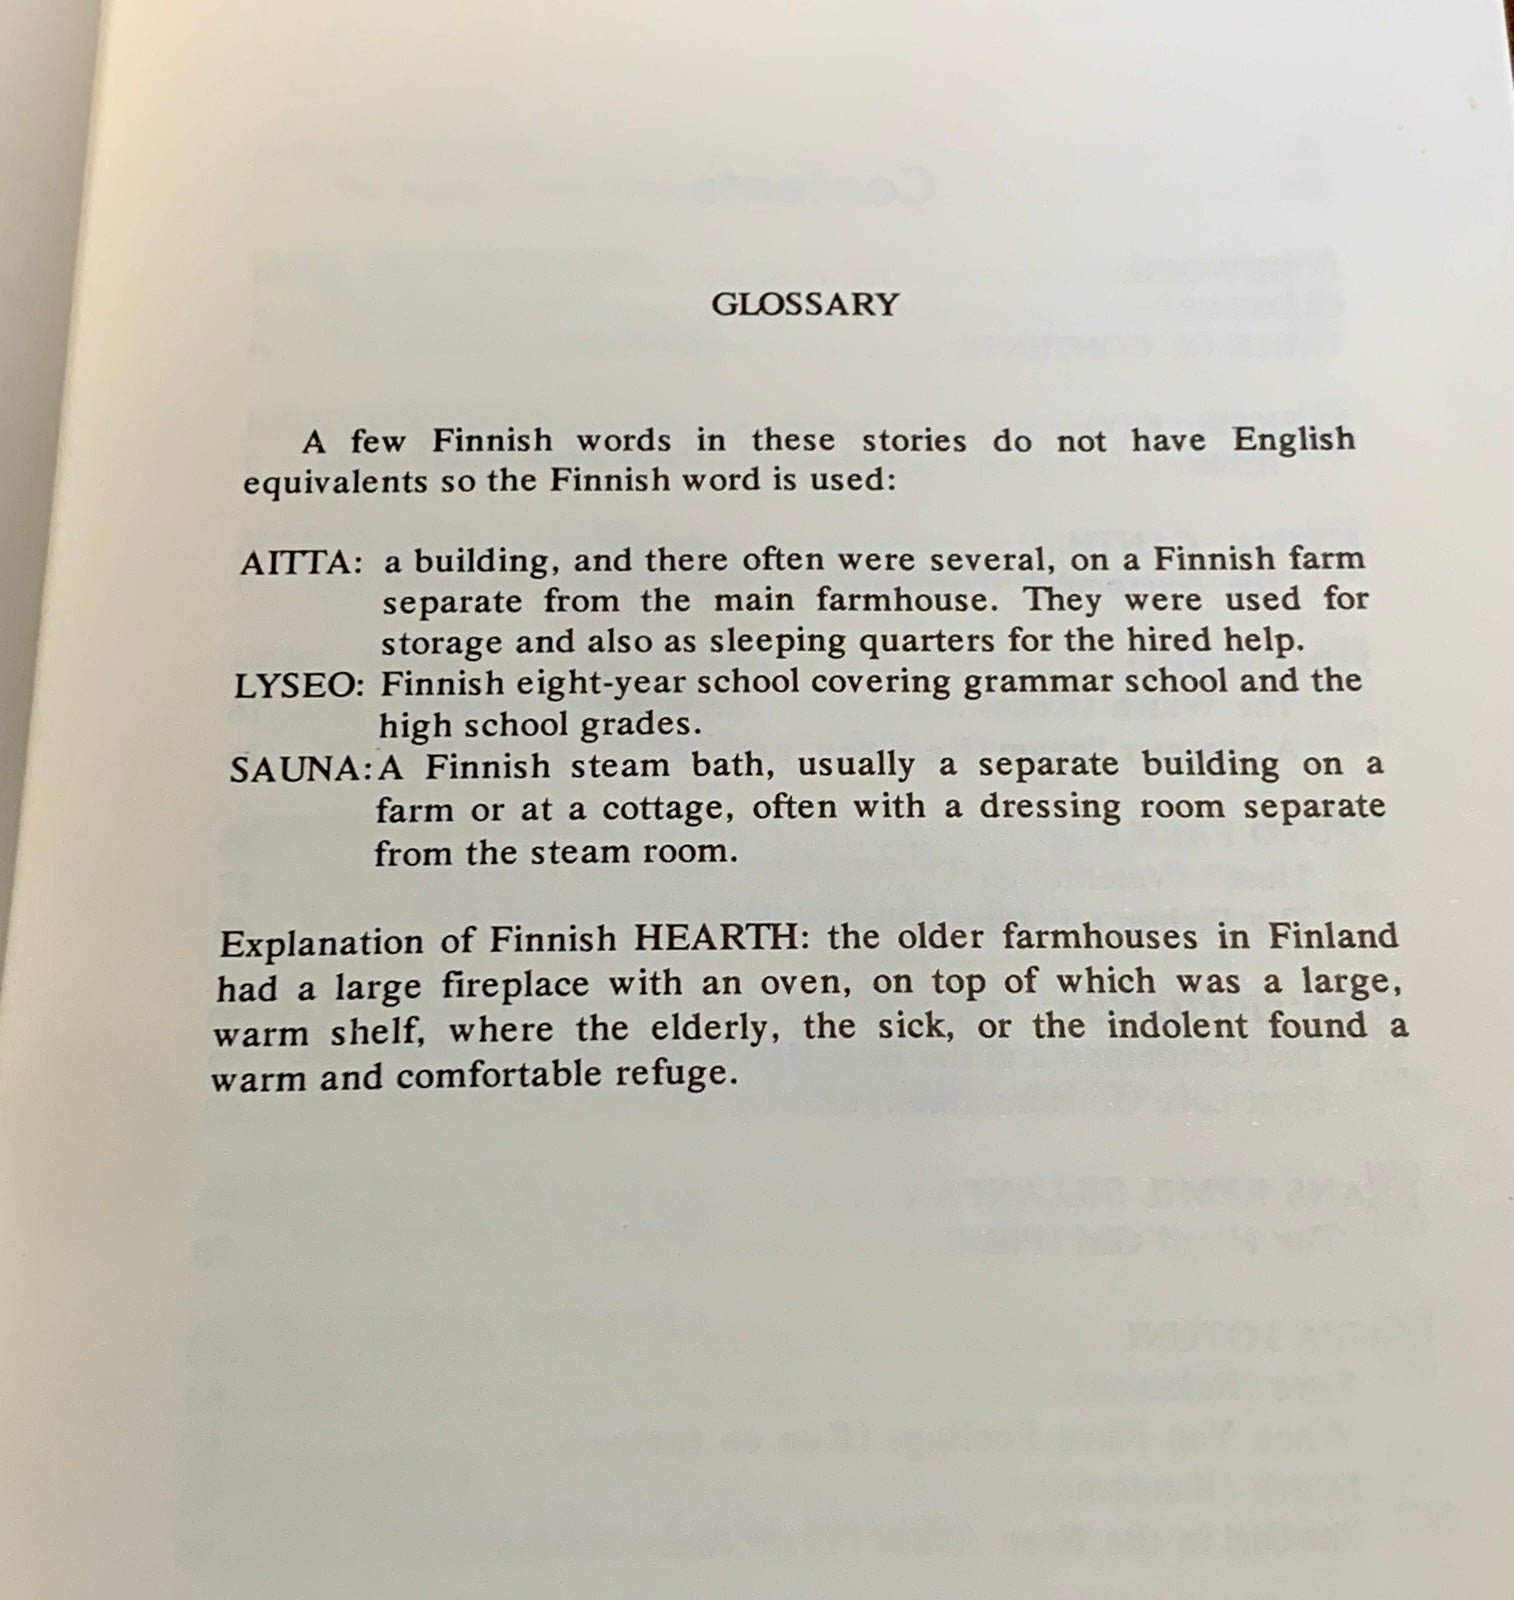 GLOSSARY
A few Finnish words in these stories do not have English
equivalents so the Finnish word is used:
AITTA: a building, and there often were several, on a Finnish farm
separate from the main farmhouse. They were used for
storage and also as sleeping quarters for the hired help.
LYSEO: Finnish eight-year school covering grammar school and the
high school grades.
SAUNA: A Finnish steam bath, usually a separate building on a
farm or at a cottage, often with a dressing room separate
from the steam room.
Explanation of Finnish HEARTH: the older farmhouses in Finland
had a large fireplace with an oven, on top of which was a large,
warm shelf, where the elderly, the sick, or the indolent found a
warm and comfortable refuge.